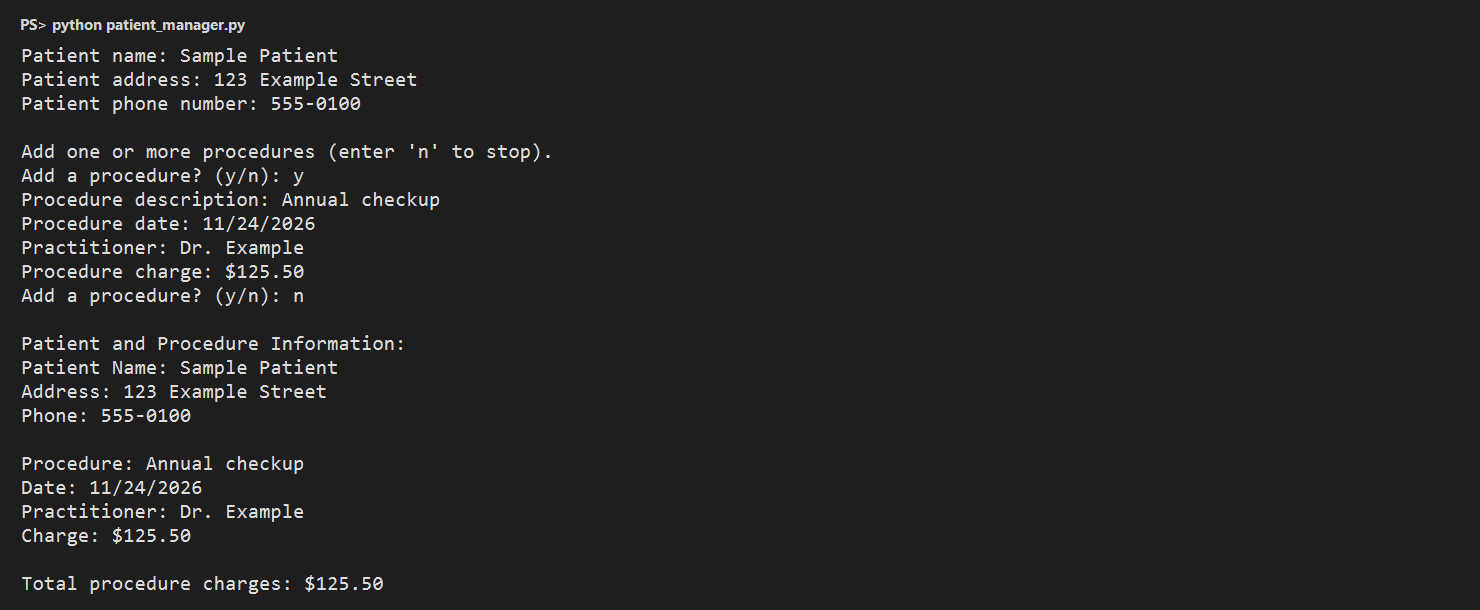 PS> python patient_manager.py
Patient name: Sample Patient
Patient address: 123 Example Street
Patient phone number: 555-0100
Add one or more procedures (enter 'n' to stop).
Add a procedure? (y/n): y
Procedure description: Annual checkup
Procedure date: 11/24/2026
Practitioner: Dr. Example
Procedure charge: $125.50
Add a procedure? (y/n): n
Patient and Procedure Information:
Patient Name: Sample Patient
Address: 123 Example Street
Phone: 555-0100
Procedure: Annual checkup
Date: 11/24/2026
Practitioner: Dr. Example
Charge: $125.50
Total procedure charges: $125.50